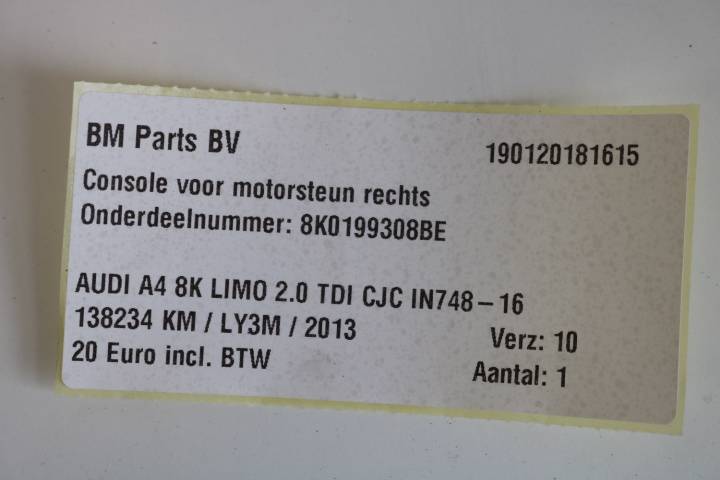 BM Parts BV 190120181615
Console voor motorsteun rechts
Onderdeelnummer: 8K0199308BE
AUDI A4 8K LIMO 2.0 TDI CJC IN748-16
138234 KM / LY3M / 2013 Verz: 10
20 Euro incl. BTW Aantal: 1